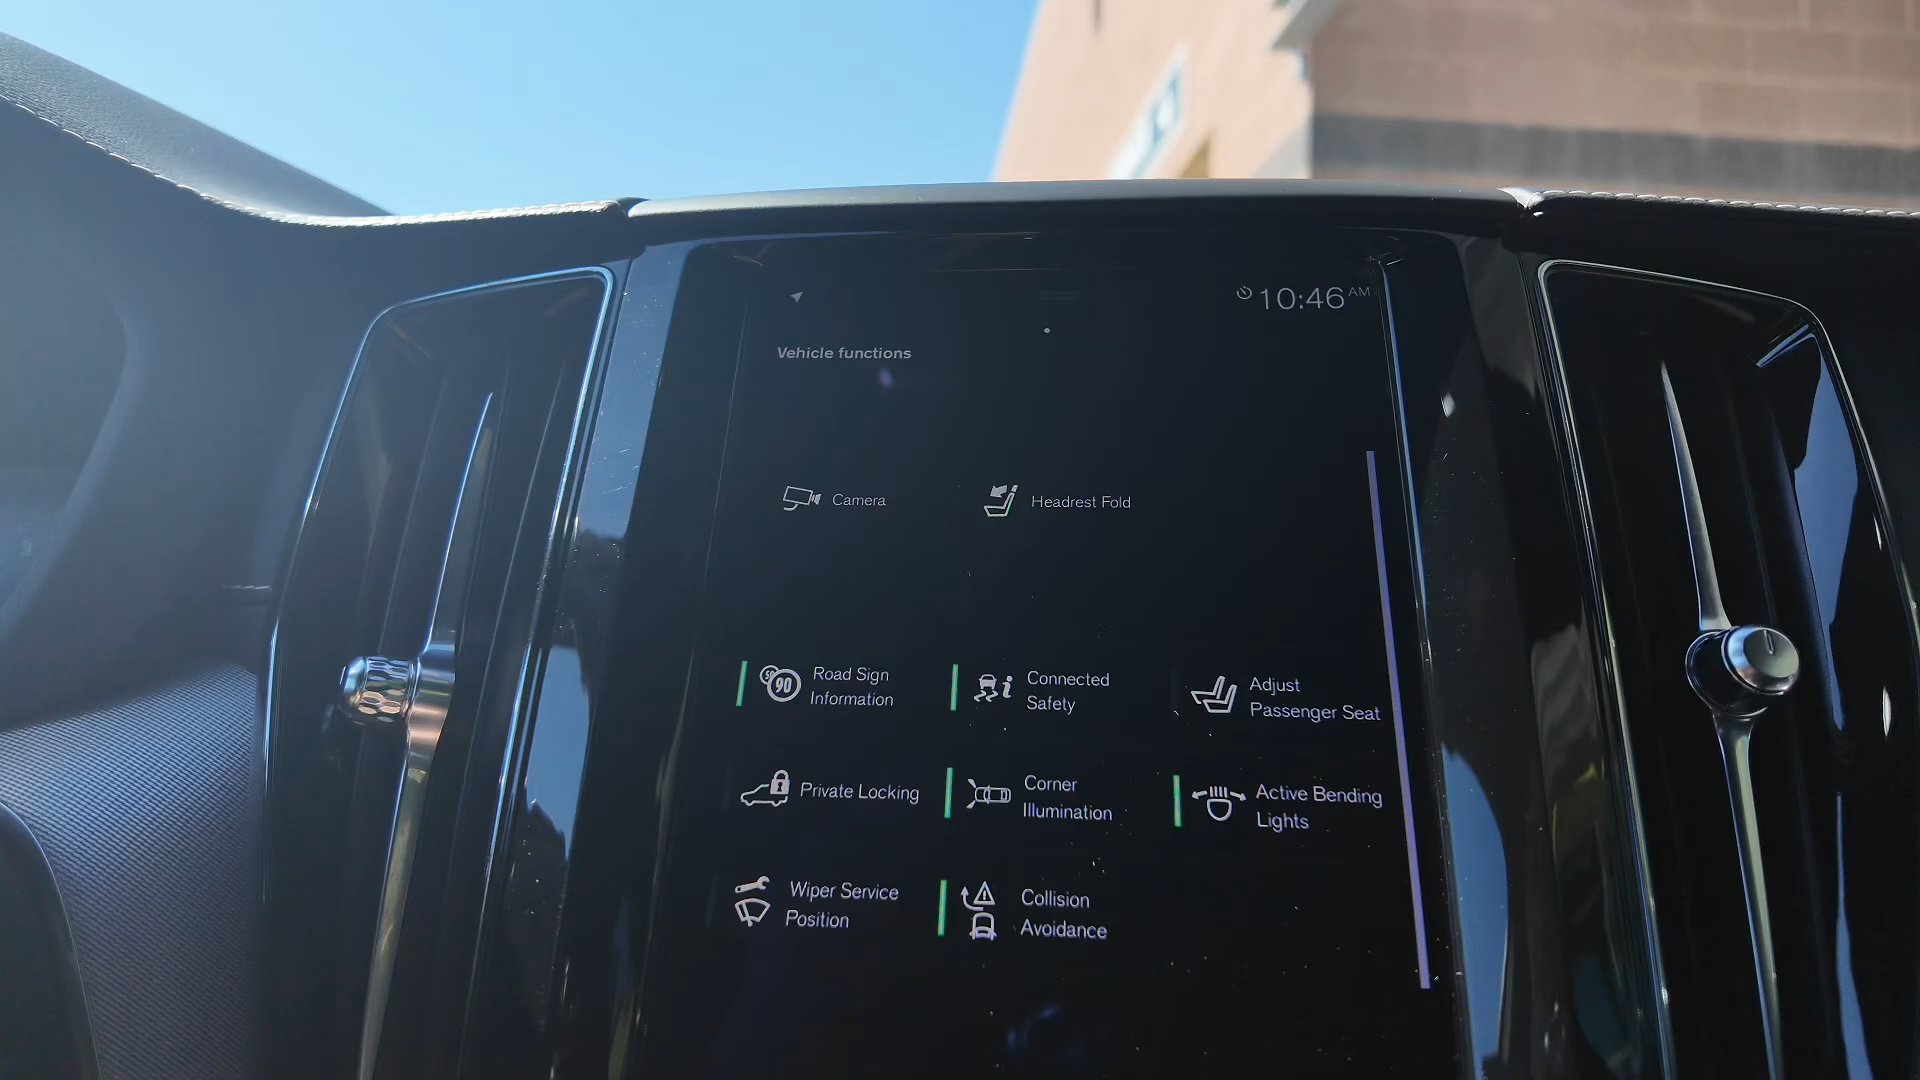 10:46 AM
Vehicle functions
Camera
Headrest Fold
Road Sign
Information
Connected
Safety
Adjust
Passenger Seat
Private Locking
Corner
Illumination
Active Bending
Lights
Wiper Service
Position
Collision
Avoidance
90